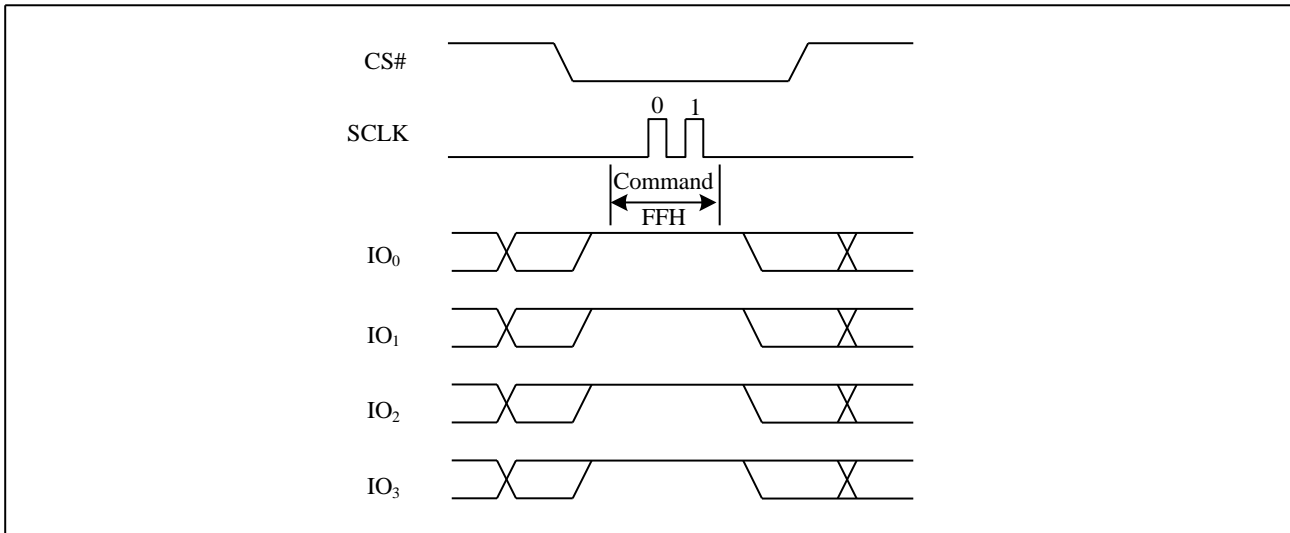 CS#
0 1
SCLK
Command
FFH
IO₀
IO₁
IO₂
IO₃